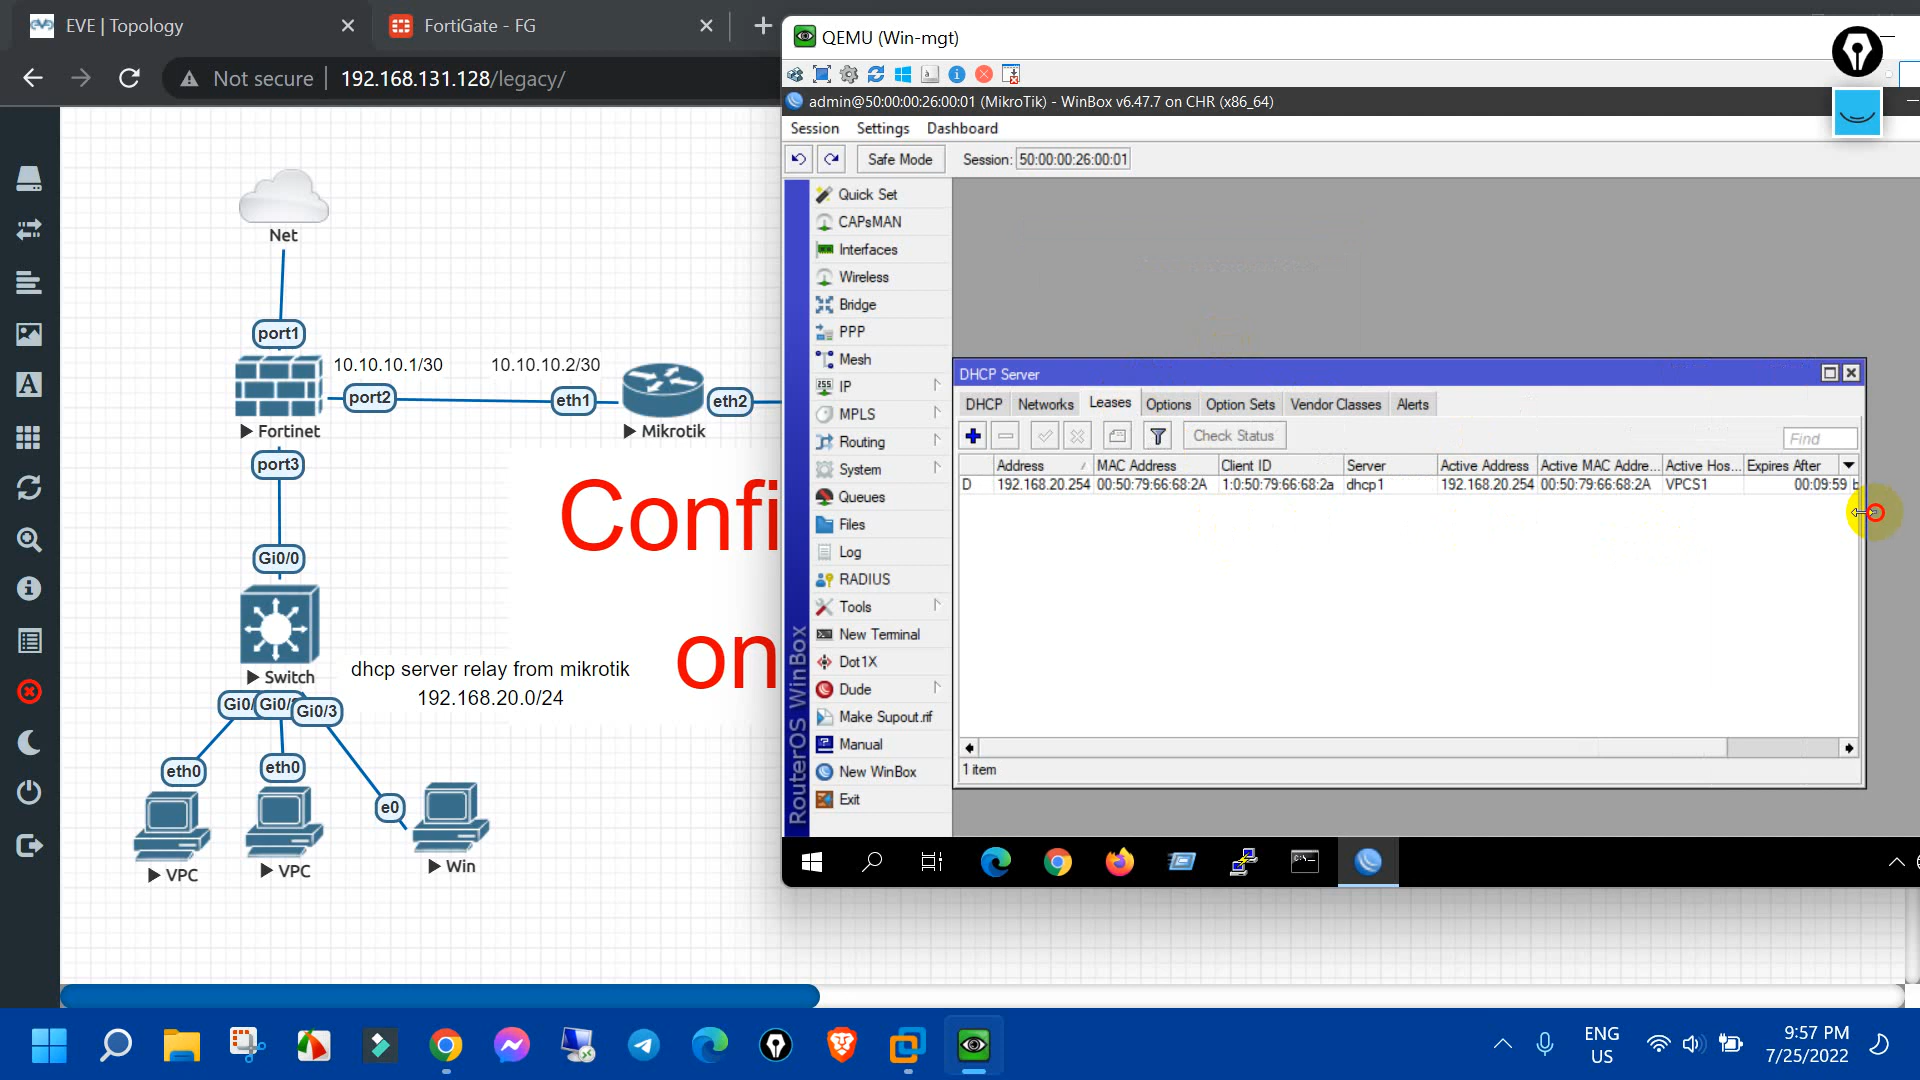 EVE | Topology
FortiGate - FG
Not secure
192.168.131.128/legacy/
Net
port1
10.10.10.1/30
10.10.10.2/30
port2
eth1
eth2
Fortinet
Mikrotik
port3
Confi
Gi0/0
on
Switch
dhcp server relay from mikrotik
192.168.20.0/24
Gi0/
Gi0/
Gi0/3
eth0
eth0
e0
VPC
VPC
Win
QEMU (Win-mgt)
admin@50:00:00:26:00:01 (MikroTik) - WinBox v6.47.7 on CHR (x86_64)
Session Settings Dashboard
Safe Mode Session: 50:00:00:26:00:01
RouterOS WinBox
Quick Set
CAPsMAN
Interfaces
Wireless
Bridge
PPP
Mesh
IP
MPLS
Routing
System
Queues
Files
Log
RADIUS
Tools
New Terminal
Dot1X
Dude
Make Supout.rif
Manual
New WinBox
Exit
DHCP Server
DHCP Networks Leases Options Option Sets Vendor Classes Alerts
Check Status
Find
Address MAC Address Client ID Server Active Address Active MAC Addre... Active Hos... Expires After
D 192.168.20.254 00:50:79:66:68:2A 1:0:50:79:66:68:2a dhcp1 192.168.20.254 00:50:79:66:68:2A VPCS1 00:09:59 b
1 item
ENG
US
9:57 PM
7/25/2022